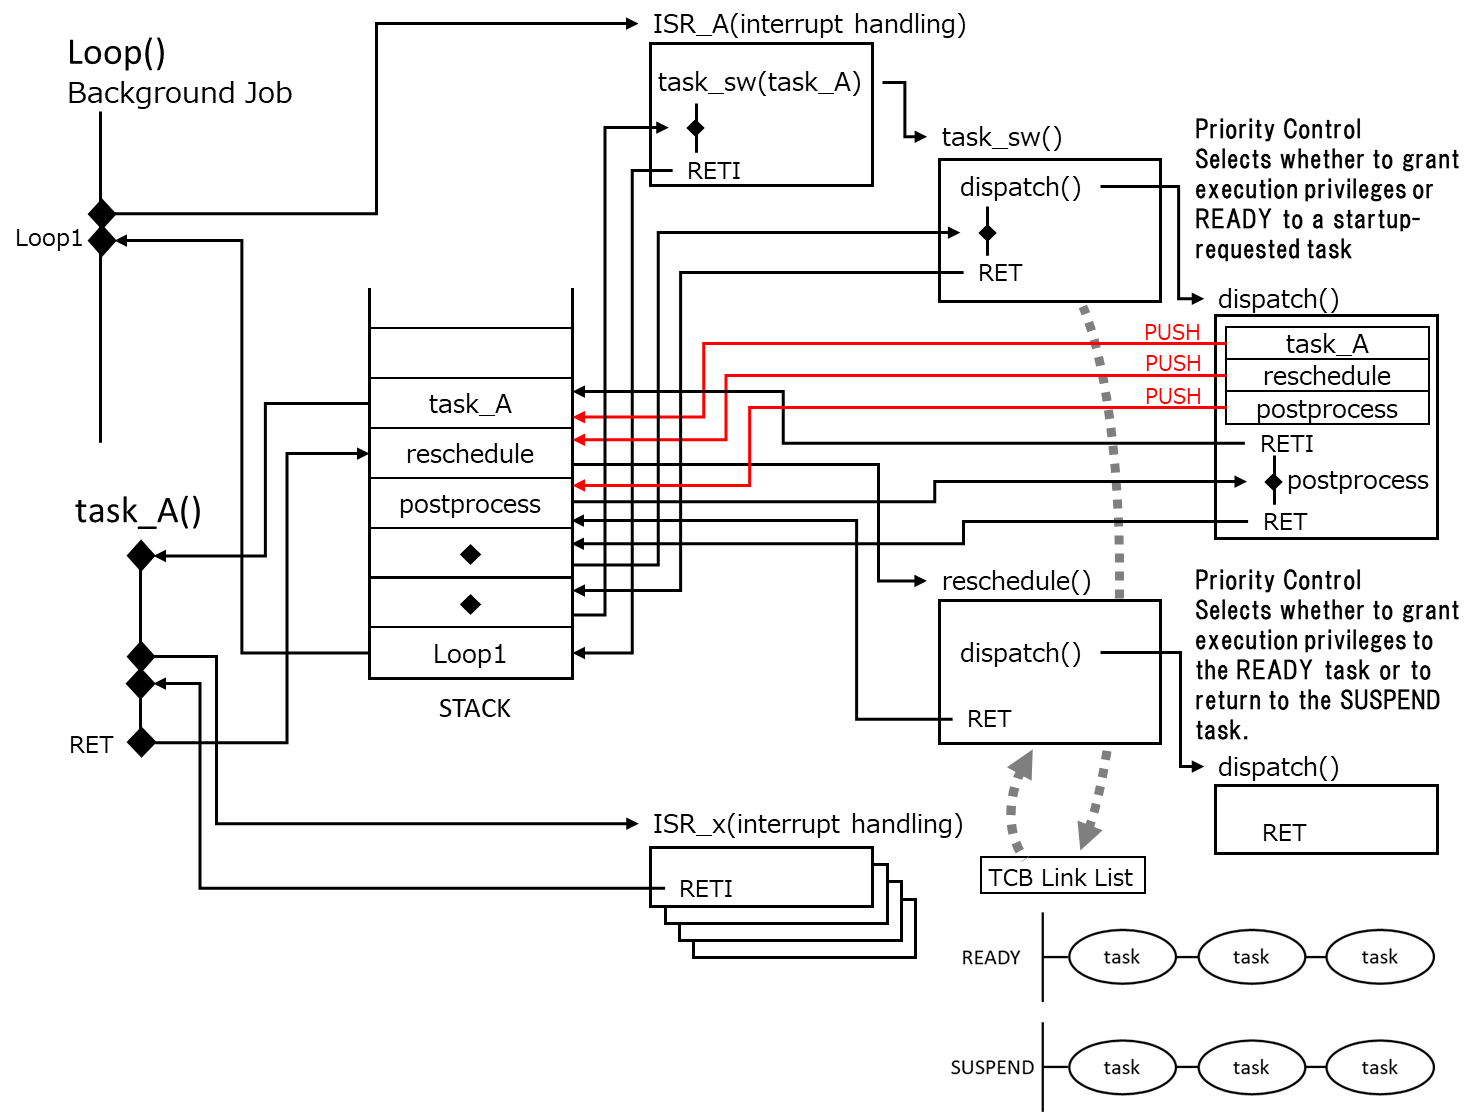 ISR_A(interrupt handling)
Loop()
Background Job
task_sw(task_A)
RETI
Loop1
task_sw()
dispatch()
RET
Priority Control
Selects whether to grant
execution privileges or
READY to a startup-
requested task
dispatch()
PUSH
task_A
PUSH
reschedule
PUSH
postprocess
RETI
postprocess
RET
task_A
reschedule
postprocess
Loop1
STACK
task_A()
RET
reschedule()
dispatch()
RET
Priority Control
Selects whether to grant
execution privileges to
the READY task or to
return to the SUSPEND
task.
dispatch()
RET
ISR_x(interrupt handling)
RETI
TCB Link List
READY
task
task
task
SUSPEND
task
task
task